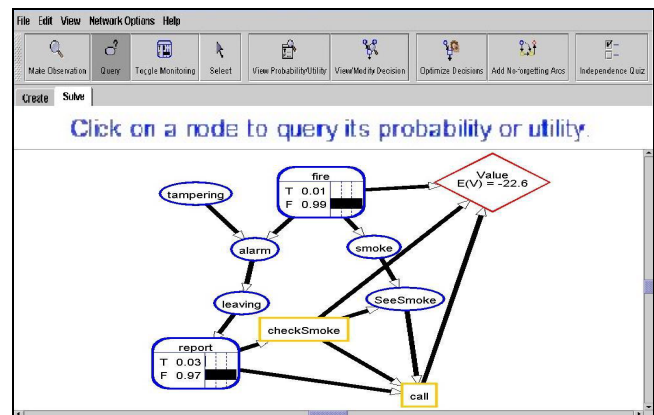 File Edit View Network Options Help
Make Observation Query Toggle Monitoring Select View Probability/Utility View/Modify Decision Optimize Decisions Add No-forgetting Arcs Independence Quiz
Create Solve
Click on a node to query its probability or utility.
Value
E(V) = -22.6
fire
T 0.01
F 0.99
tampering
alarm
smoke
leaving
SeeSmoke
checkSmoke
report
T 0.03
F 0.97
call